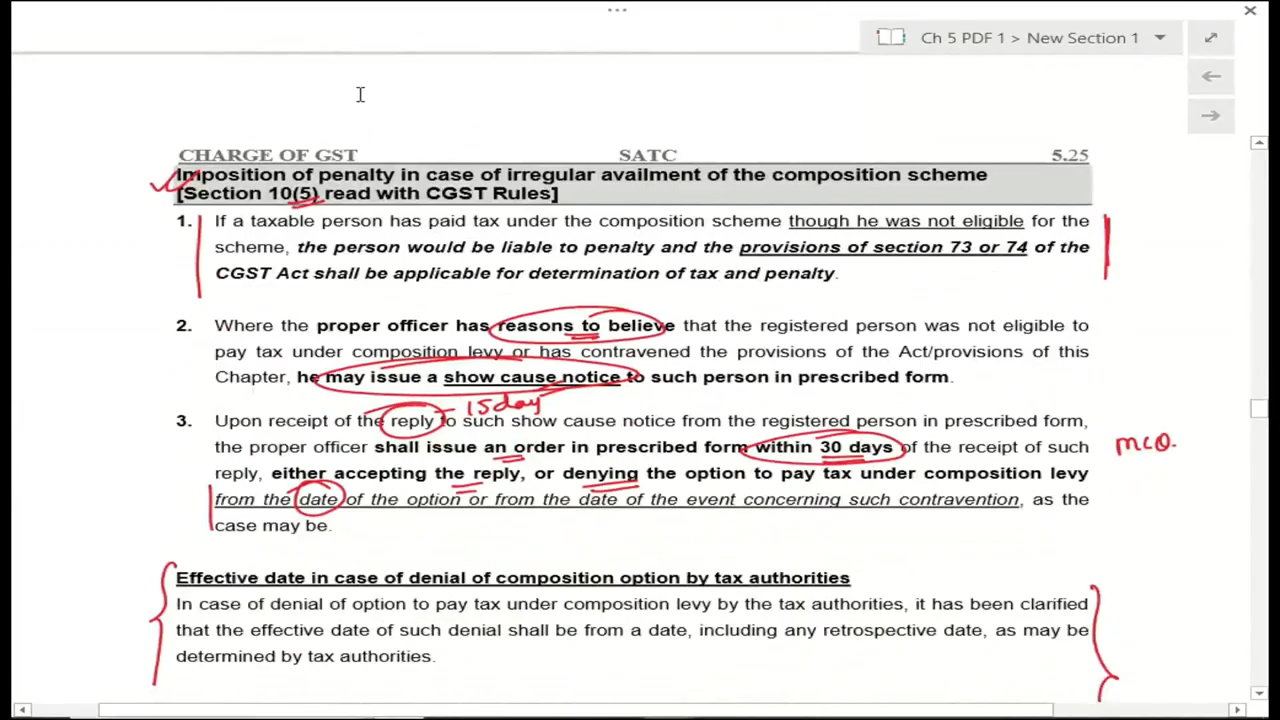 Ch 5 PDF 1 > New Section 1
CHARGE OF GST SATC 5.25
Imposition of penalty in case of irregular availment of the composition scheme
[Section 10(5) read with CGST Rules]
1. If a taxable person has paid tax under the composition scheme though he was not eligible for the
scheme, the person would be liable to penalty and the provisions of section 73 or 74 of the
CGST Act shall be applicable for determination of tax and penalty.
2. Where the proper officer has reasons to believe that the registered person was not eligible to
pay tax under composition levy or has contravened the provisions of the Act/provisions of this
Chapter, he may issue a show cause notice to such person in prescribed form.
15 day
3. Upon receipt of the reply to such show cause notice from the registered person in prescribed form,
the proper officer shall issue an order in prescribed form within 30 days of the receipt of such
MCQ.
reply, either accepting the reply, or denying the option to pay tax under composition levy
from the date of the option or from the date of the event concerning such contravention, as the
case may be.
Effective date in case of denial of composition option by tax authorities
In case of denial of option to pay tax under composition levy by the tax authorities, it has been clarified
that the effective date of such denial shall be from a date, including any retrospective date, as may be
determined by tax authorities.